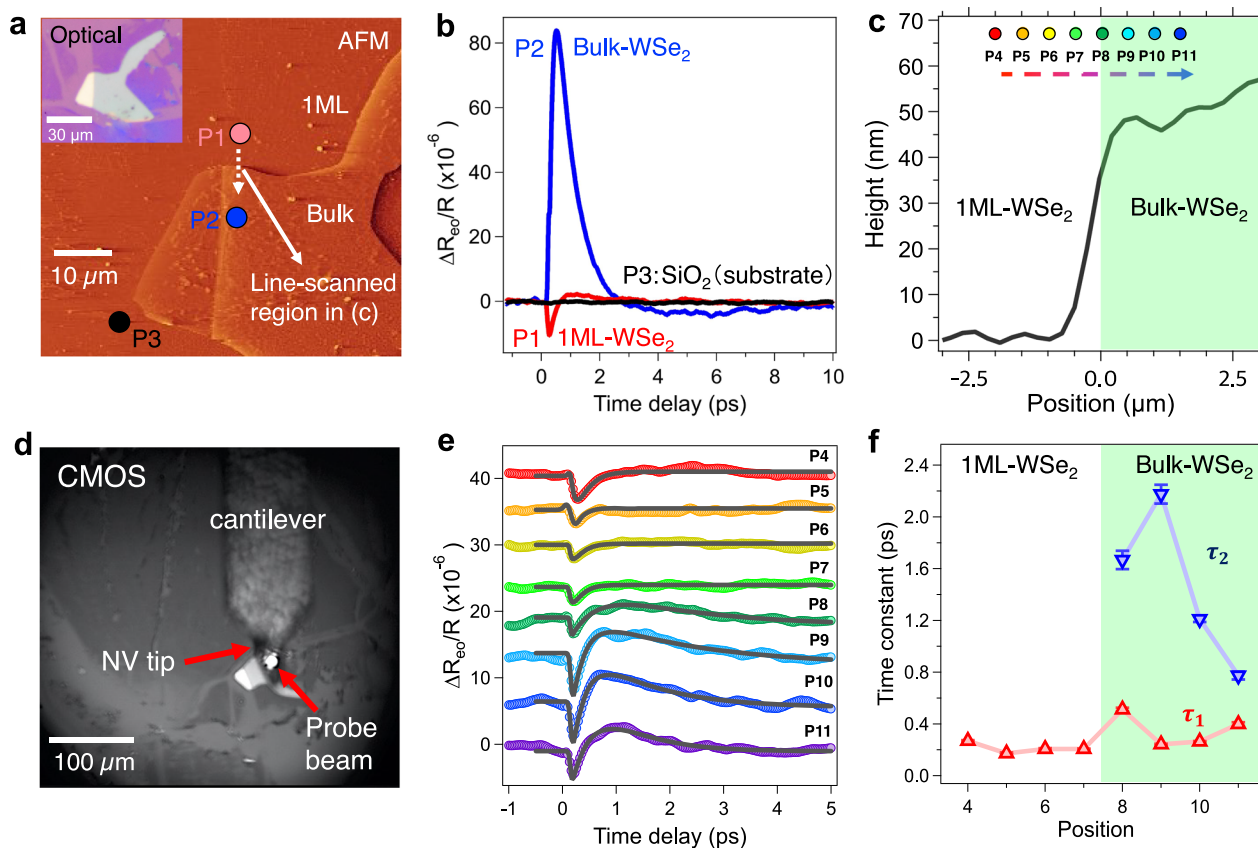 a
Optical
30 μm
AFM
1ML
P1
P2
Bulk
10 μm
Line-scanned
region in (c)
P3
b
ΔR_eo/R (x10⁻⁶)
80
60
40
20
0
P2 Bulk-WSe₂
P3:SiO₂(substrate)
P1 1ML-WSe₂
0 2 4 6 8 10
Time delay (ps)
c
Height (nm)
70
60
50
40
30
20
10
0
P4 P5 P6 P7 P8 P9 P10 P11
1ML-WSe₂
Bulk-WSe₂
−2.5 0.0 2.5
Position (μm)
d
CMOS
cantilever
NV tip
Probe
beam
100 μm
e
ΔR_eo/R (x10⁻⁶)
40
30
20
10
0
P4
P5
P6
P7
P8
P9
P10
P11
-1 0 1 2 3 4 5
Time delay (ps)
f
Time constant (ps)
2.4
2.0
1.6
1.2
0.8
0.4
0.0
1ML-WSe₂
Bulk-WSe₂
τ₂
τ₁
4 6 8 10
Position